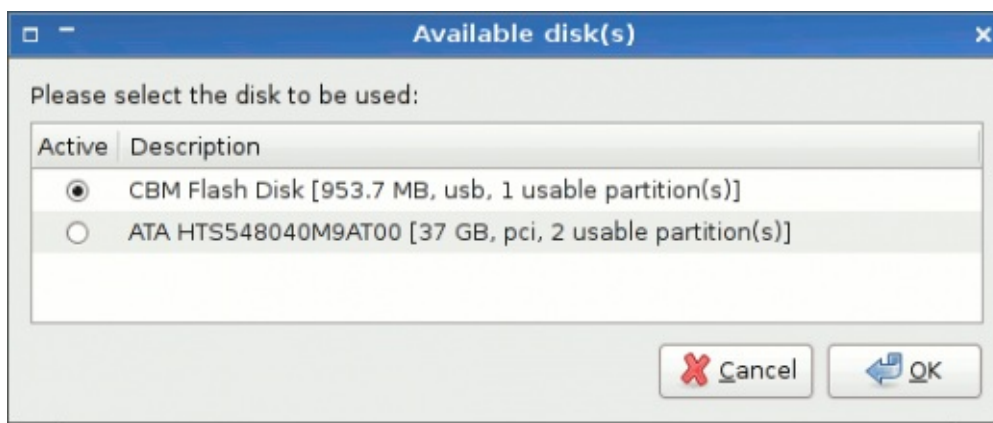 Available disk(s)
Please select the disk to be used:
Active Description
CBM Flash Disk [953.7 MB, usb, 1 usable partition(s)]
ATA HTS548040M9AT00 [37 GB, pci, 2 usable partition(s)]
Cancel OK